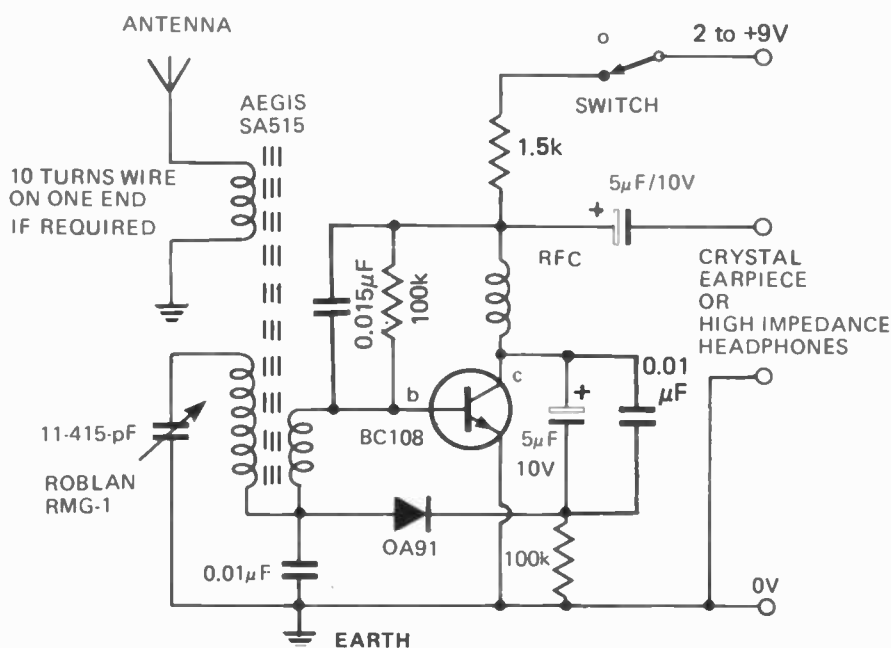 ANTENNA
AEGIS
SA515
10 TURNS WIRE
ON ONE END
IF REQUIRED
o
2 to +9V
SWITCH
1.5k
5µF/10V
+
RFC
0.015µF
100k
CRYSTAL
EARPIECE
OR
HIGH IMPEDANCE
HEADPHONES
b
c
BC108
+
5µF
10V
0.01
µF
11-415-pF
ROBLAN
RMG-1
OA91
0.01µF
100k
0V
EARTH